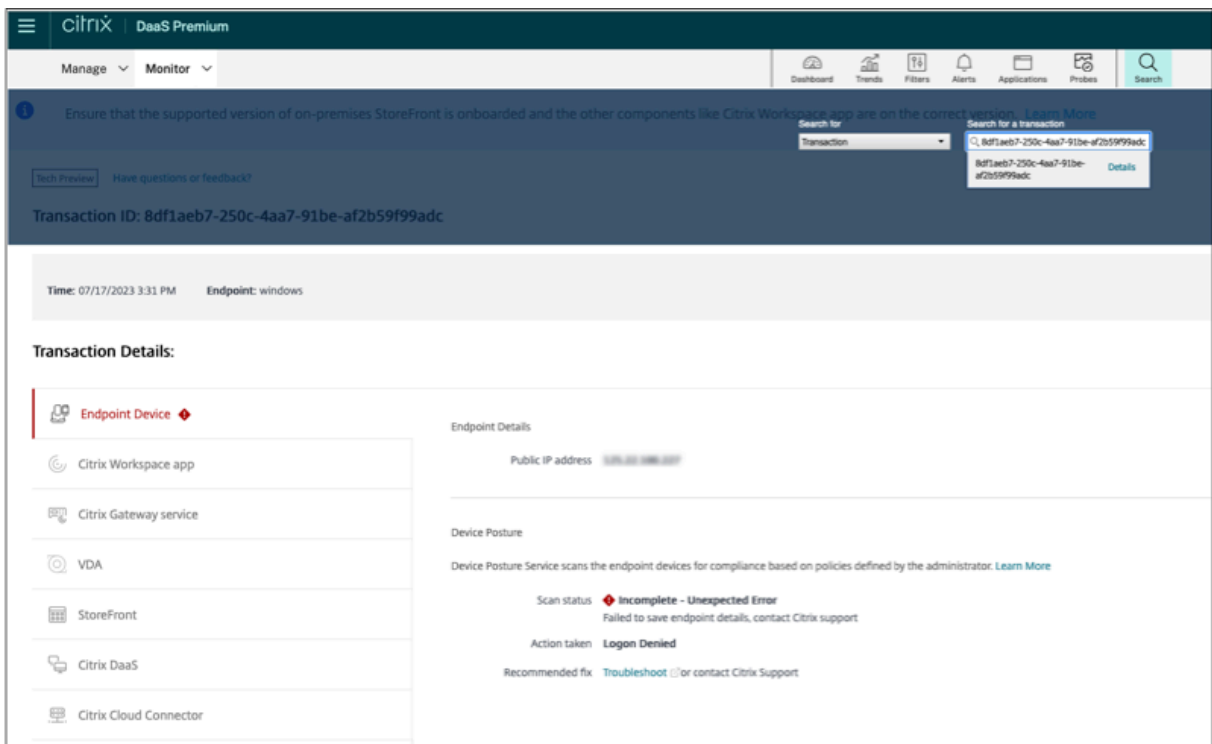 citrix | DaaS Premium
Manage Monitor
Dashboard Trends Filters Alerts Applications Probes Search
Ensure that the supported version of on-premises StoreFront is onboarded and the other components like Citrix Workspace app are on the correct version. Learn More
Search for
Search for a transaction
Transaction
8df1aeb7-250c-4aa7-91be-af2b59f99adc
8df1aeb7-250c-4aa7-91be-
af2b59f99adc
Details
Tech Preview Have questions or feedback?
Transaction ID: 8df1aeb7-250c-4aa7-91be-af2b59f99adc
Time: 07/17/2023 3:31 PM Endpoint: windows
Transaction Details:
Endpoint Device
Citrix Workspace app
Citrix Gateway service
VDA
StoreFront
Citrix DaaS
Citrix Cloud Connector
Endpoint Details
Public IP address
Device Posture
Device Posture Service scans the endpoint devices for compliance based on policies defined by the administrator. Learn More
Scan status Incomplete - Unexpected Error
Failed to save endpoint details, contact Citrix support
Action taken Logon Denied
Recommended fix Troubleshoot or contact Citrix Support